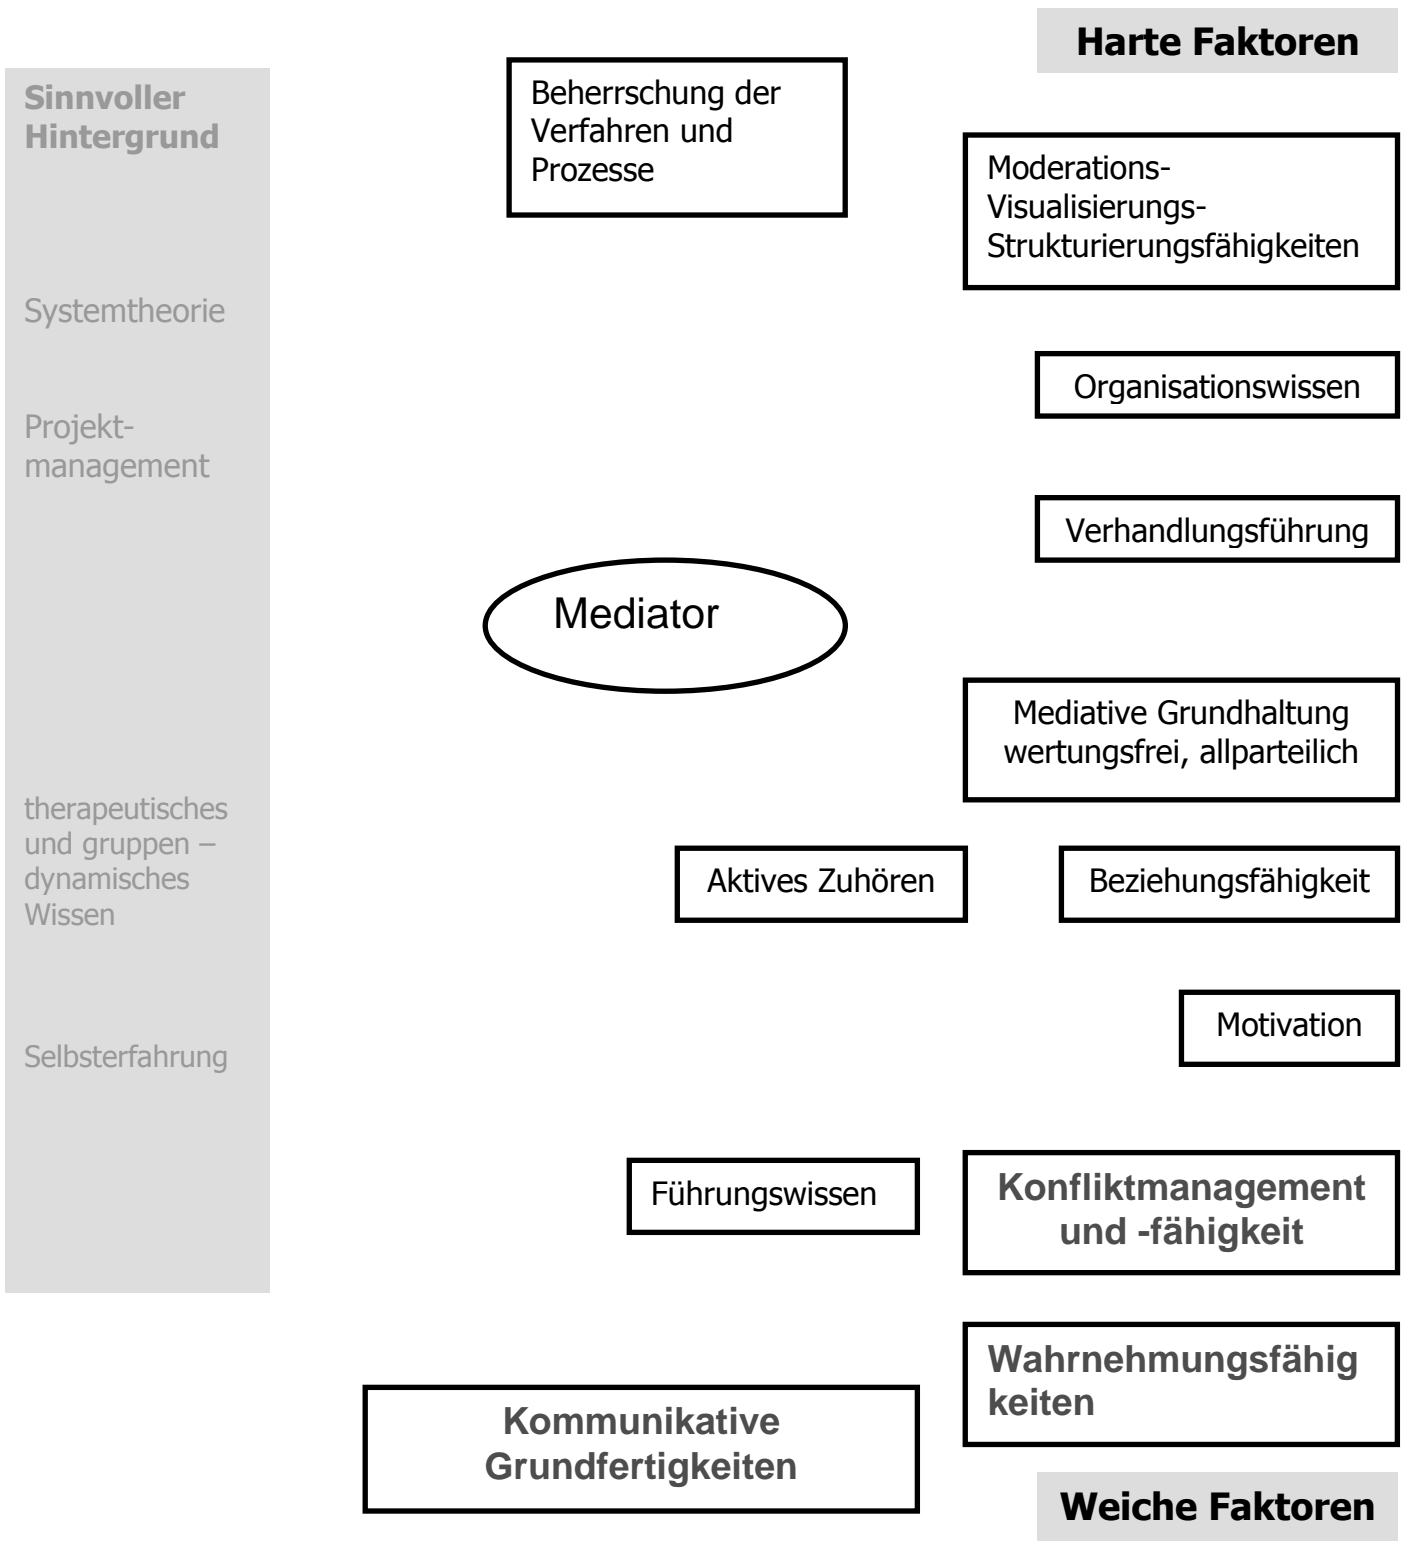 Harte Faktoren
Sinnvoller
Hintergrund
Beherrschung der
Verfahren und
Prozesse
Moderations-
Visualisierungs-
Strukturierungsfähigkeiten
Systemtheorie
Organisationswissen
Projekt-
management
Verhandlungsführung
Mediator
Mediative Grundhaltung
wertungsfrei, allparteilich
therapeutisches
und gruppen –
dynamisches
Wissen
Aktives Zuhören
Beziehungsfähigkeit
Motivation
Selbsterfahrung
Führungswissen
Konfliktmanagement
und -fähigkeit
Wahrnehmungsfähig
keiten
Kommunikative
Grundfertigkeiten
Weiche Faktoren